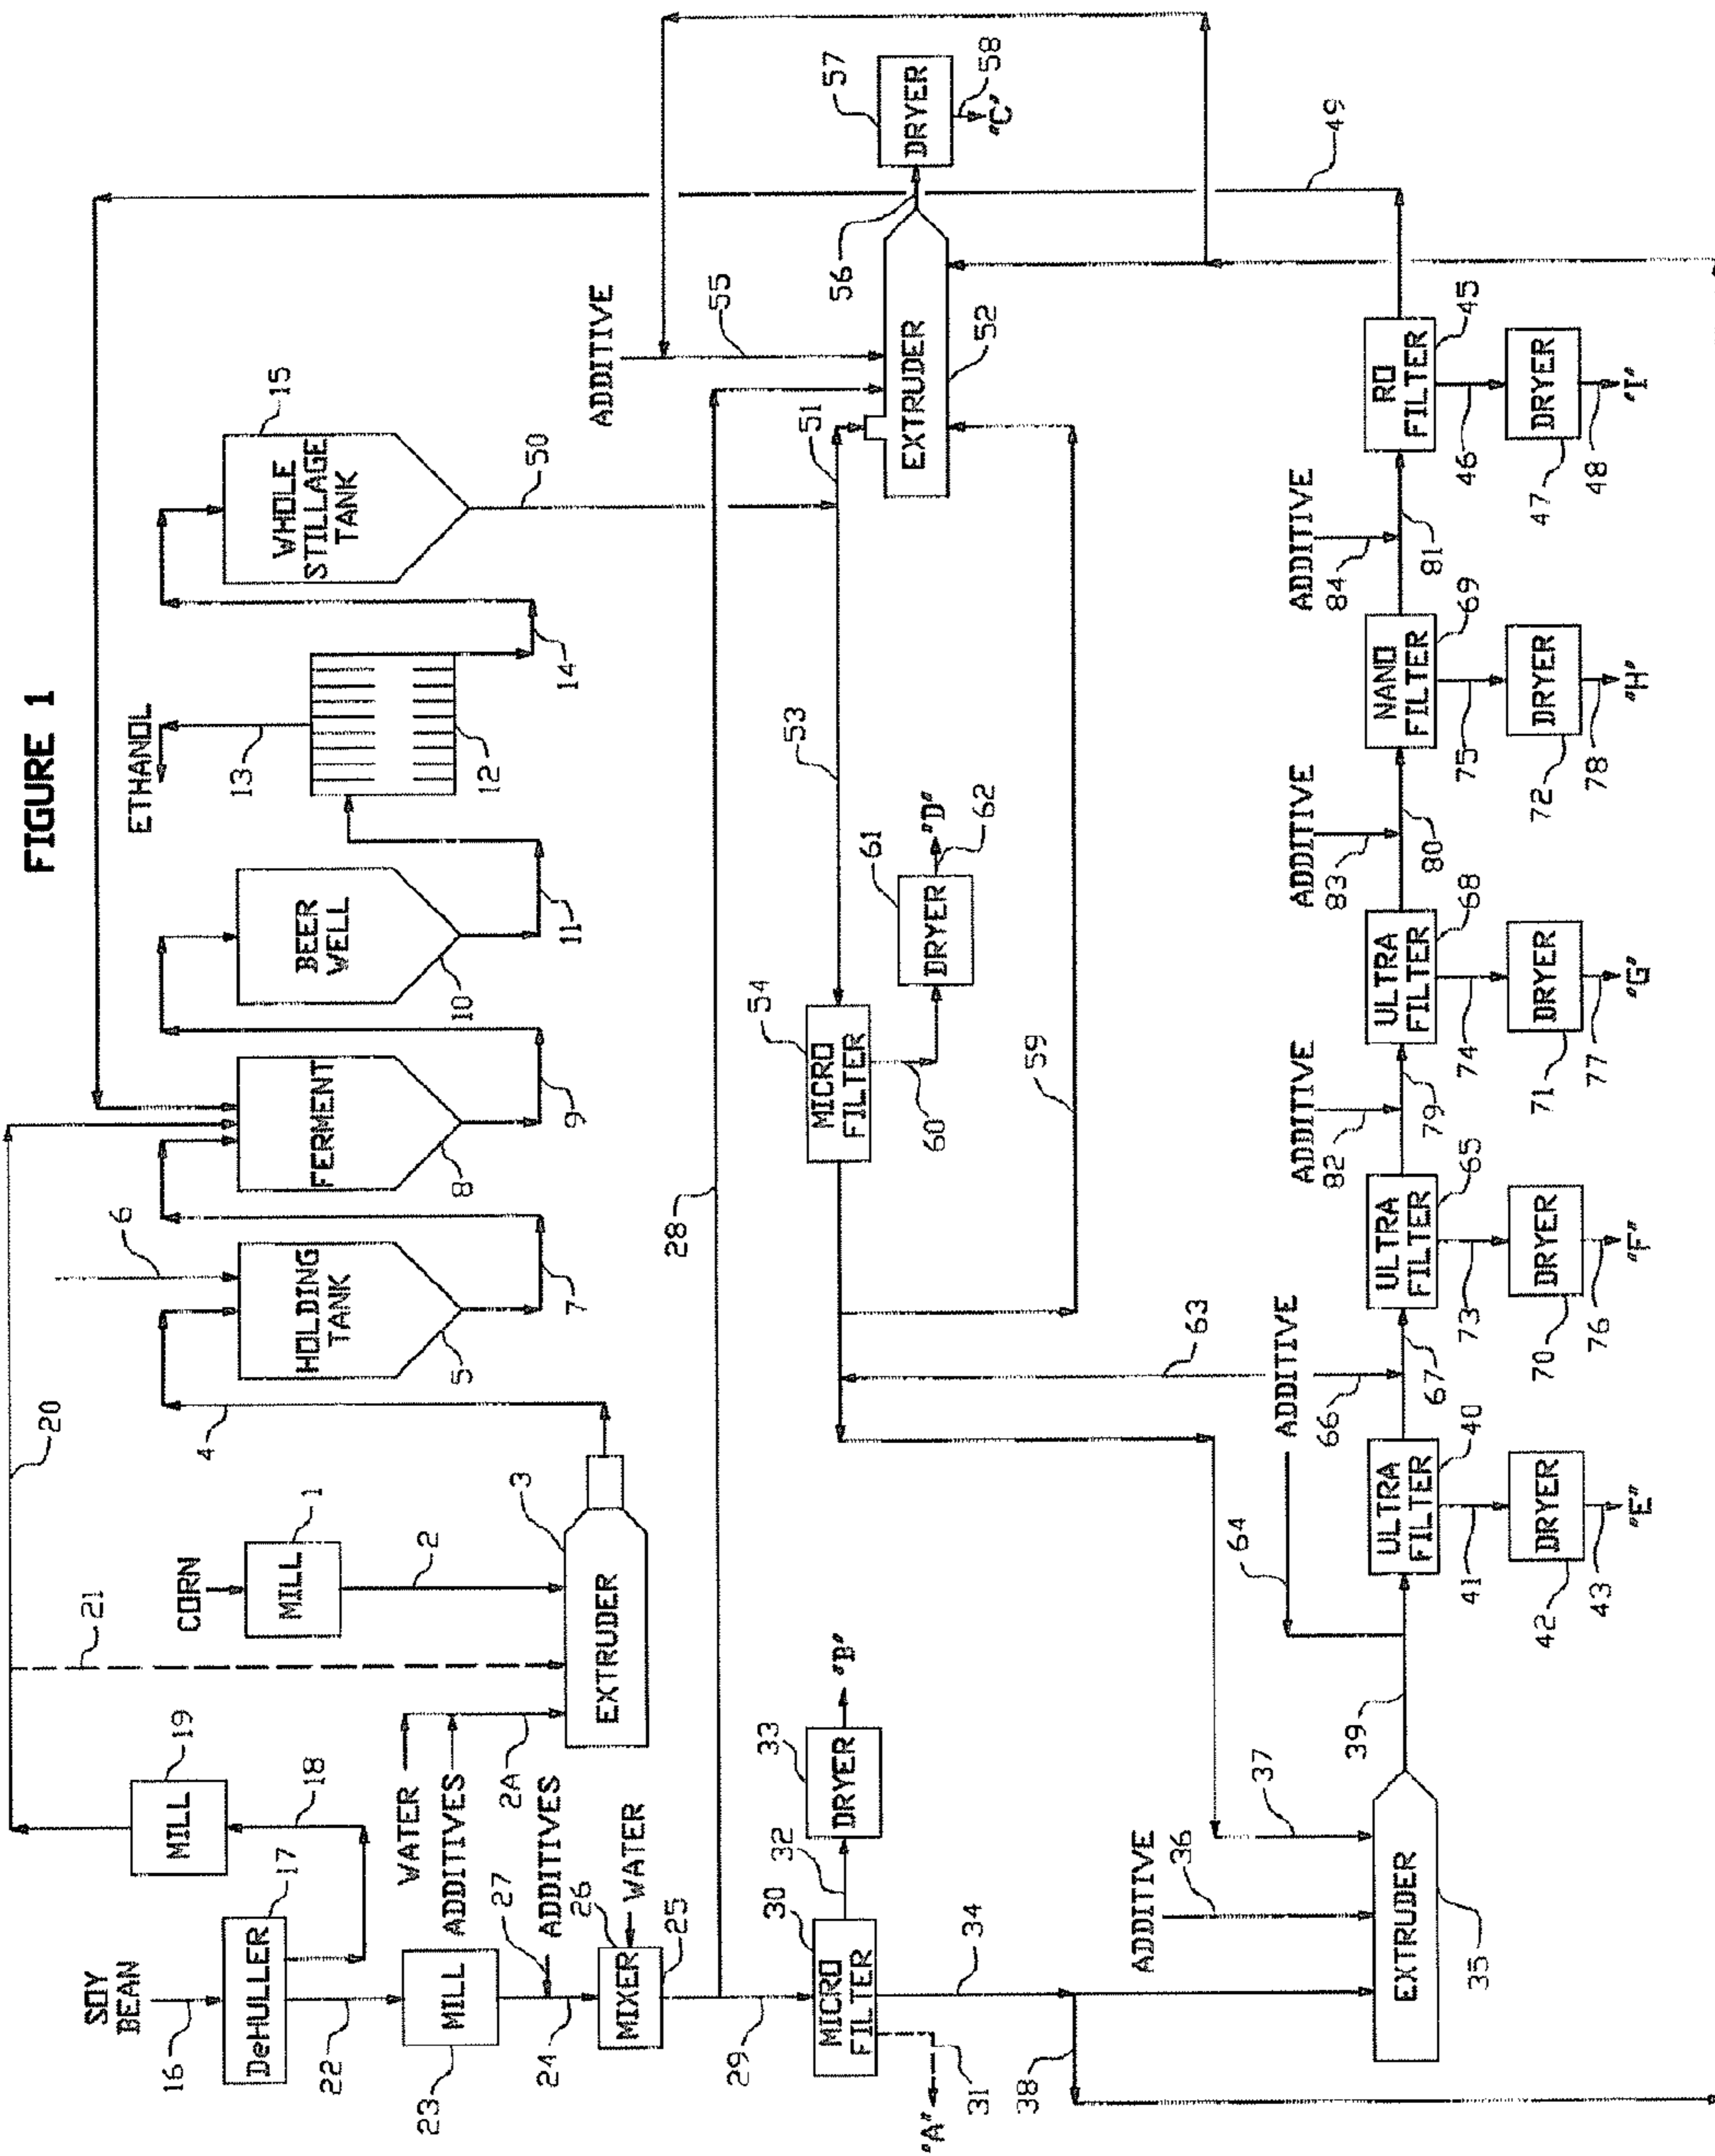 FIGURE 1
SOY
BEAN
16
DeHULLER
17
18
MILL
19
20
21
22
MILL
23
24
27
ADDITIVES
MIXER
26
WATER
25
28
29
WATER
ADDITIVES
2A
CORN
MILL
1
2
EXTRUDER
3
4
HOLDING
TANK
5
6
7
FERMENT
8
9
BEER
WELL
10
11
12
13
ETHANOL
14
WHOLE
STILLAGE
TANK
15
50
51
53
ADDITIVE
55
EXTRUDER
52
56
57
DRYER
58
"C"
49
MICRO
FILTER
54
60
DRYER
61
62
"D"
59
63
MICRO
FILTER
30
31
"A"
32
DRYER
33
"B"
34
38
ADDITIVE
36
37
EXTRUDER
35
39
64
ADDITIVE
ULTRA
FILTER
40
41
DRYER
42
43
"E"
66
67
ULTRA
FILTER
65
73
DRYER
70
76
"F"
ADDITIVE
82
79
ULTRA
FILTER
68
74
DRYER
71
77
"G"
ADDITIVE
83
80
NANO
FILTER
69
75
DRYER
72
78
"H"
ADDITIVE
84
81
RO
FILTER
45
46
DRYER
47
48
"I"